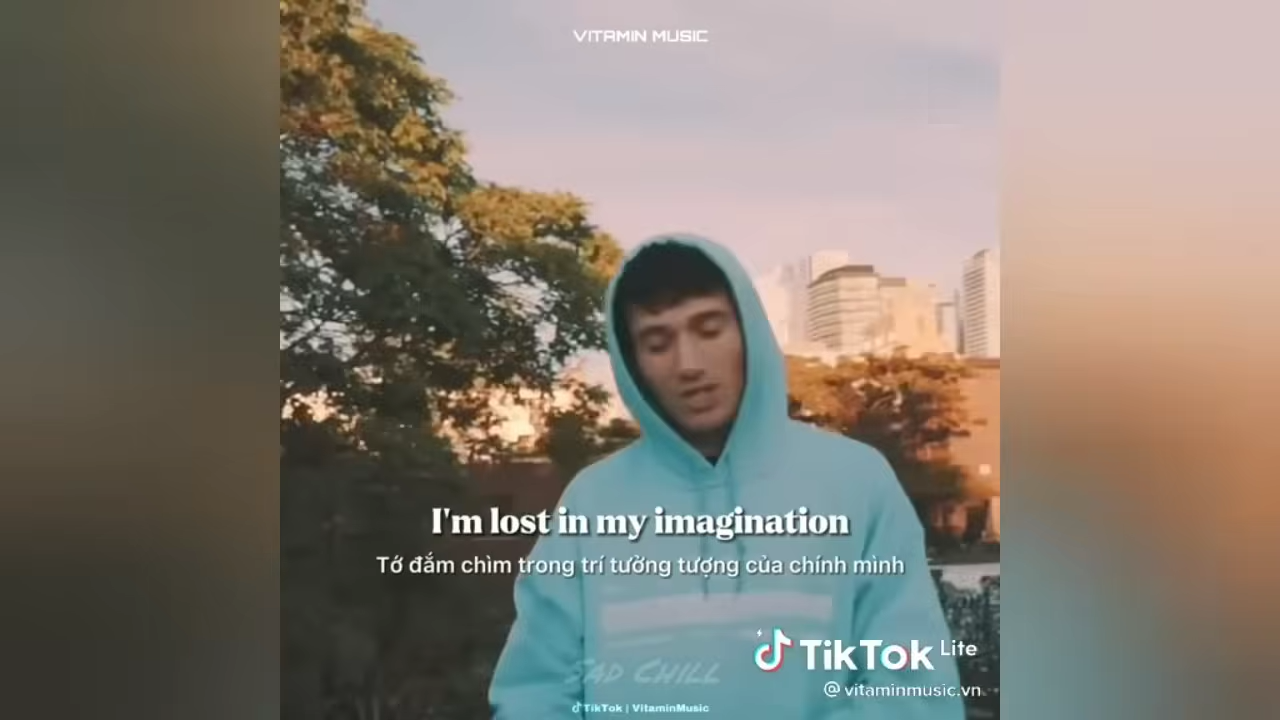 VITAMIN MUSIC
I'm lost in my imagination
Tớ đắm chìm trong trí tưởng tượng của chính mình
SAD CHILL
TikTok Lite
@vitaminmusic.vn
TikTok | VitaminMusic